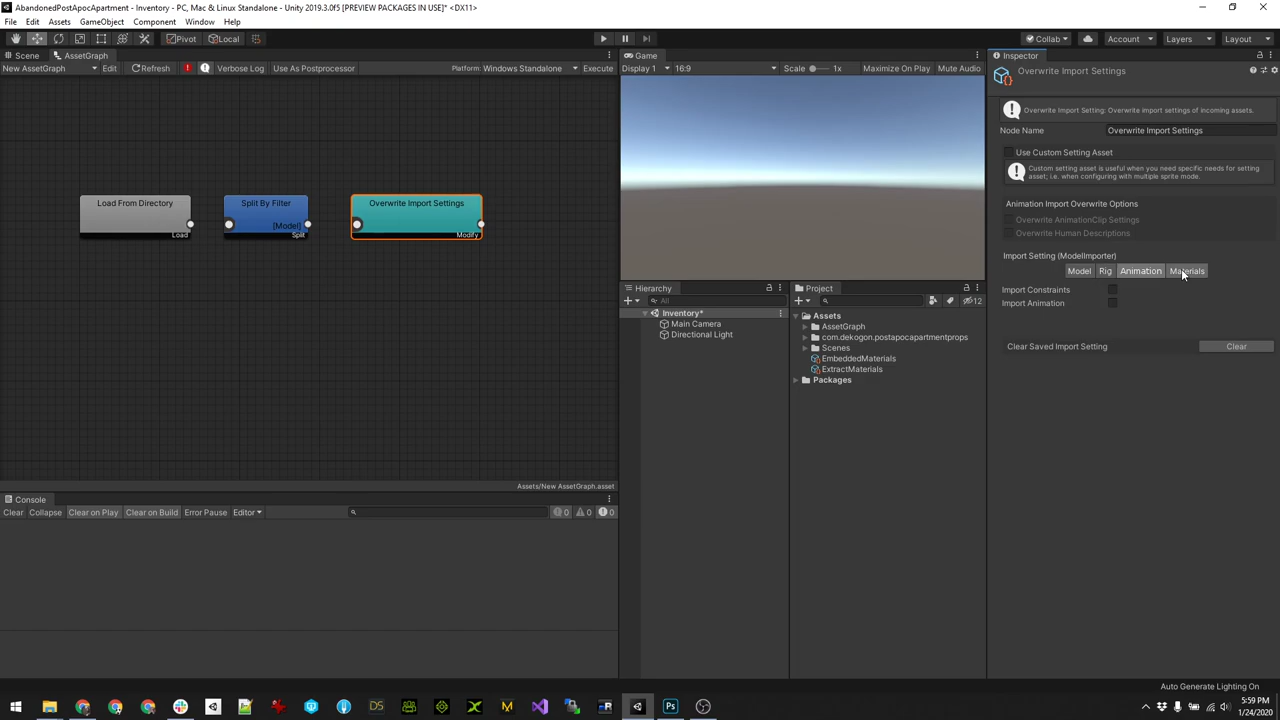 AbandonedPostApocApartment - Inventory - PC, Mac & Linux Standalone - Unity 2019.3.0f5 [PREVIEW PACKAGES IN USE]* <DX11>
File Edit Assets GameObject Component Window Help
Pivot Local Collab Account Layers Layout
Scene AssetGraph Game Inspector
New AssetGraph Edit Refresh Verbose Log Use As Postprocessor Platform: Windows Standalone Execute
Display 1 16:9 Scale 1x Maximize On Play Mute Audio
Overwrite Import Settings
Overwrite Import Setting: Overwrite import settings of incoming assets.
Node Name Overwrite Import Settings
Use Custom Setting Asset
Custom setting asset is useful when you need specific needs for setting
asset; i.e. when configuring with multiple sprite mode.
Animation Import Overwrite Options
Overwrite AnimationClip Settings
Overwrite Human Descriptions
Import Setting (ModelImporter)
Model Rig Animation Materials
Import Constraints
Import Animation
Clear Saved Import Setting Clear
Load From Directory
Load
Split By Filter
[Model]
Split
Overwrite Import Settings
Modify
Assets/New AssetGraph.asset
Hierarchy
All
Inventory*
Main Camera
Directional Light
Project
12
Assets
AssetGraph
com.dekogon.postapocapartmentprops
Scenes
EmbeddedMaterials
ExtractMaterials
Packages
Console
Clear Collapse Clear on Play Clear on Build Error Pause Editor 0 0 0
Auto Generate Lighting On
DS M Ps
5:59 PM
1/24/2020